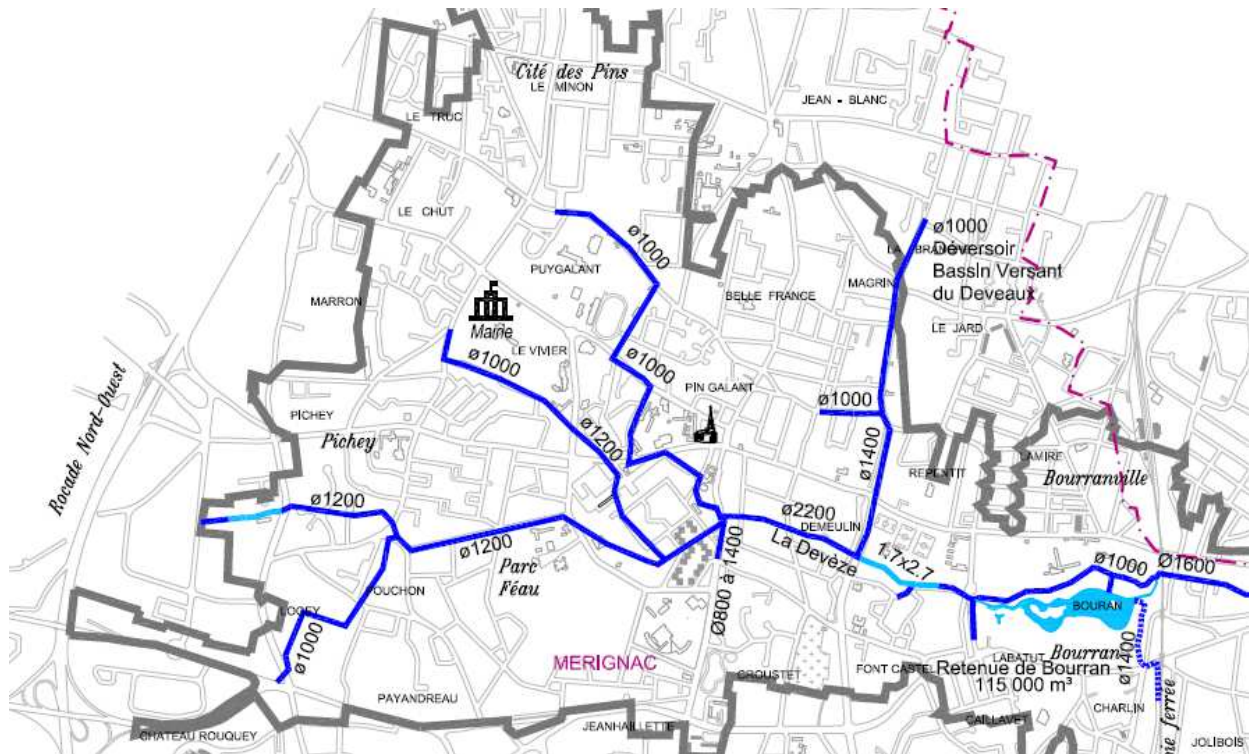 Cité des Pins
LE MINON
JEAN - BLANC
LE TRUC
LE CHUT
ø1000
ø1000
Déversoir
Bassin Versant
du Deveaux
PUYGALANT
MAGRIN
BELLE FRANCE
MARRON
Mairie
LE JARD
LE VIVIER
ø1000
ø1000
PIN GALANT
ø1000
PICHEY
Pichey
Rocade Nord-Ouest
ø1200
ø1400
REPENTIT
LAMIRE
Bourranville
ø1200
ø2200
DEMEULIN
La Devèze
1.7x2.7
ø1200
Parc
Féau
ø1000
Ø1600
POUCHON
LOGEY
ø1000
Ø800 à 1400
BOURAN
MERIGNAC
Bourran
LABATUT
FONT CASTEL
Retenue de Bourran
115 000 m³
ø1400
CROUSTET
PAYANDREAU
CAILLAVET
CHARLIN
JEANHAILLETTE
CHATEAU ROUQUEY
ne ferrée
JOLIBOIS